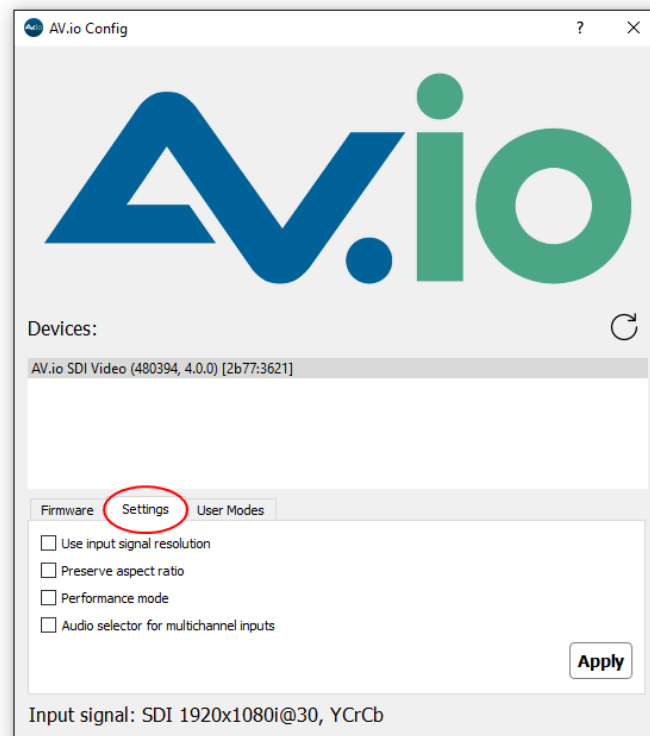 AV.io Config
AV.io
Devices:
AV.io SDI Video (480394, 4.0.0) [2b77:3621]
Firmware Settings User Modes
Use input signal resolution
Preserve aspect ratio
Performance mode
Audio selector for multichannel inputs
Apply
Input signal: SDI 1920x1080i@30, YCrCb